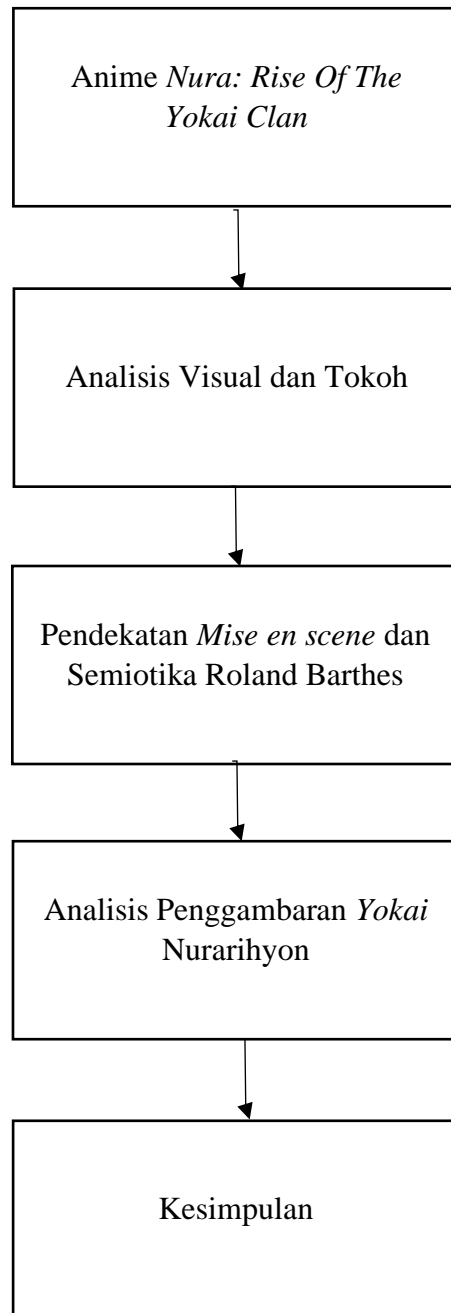 Anime Nura: Rise Of The
Yokai Clan
Analisis Visual dan Tokoh
Pendekatan Mise en scene dan
Semiotika Roland Barthes
Analisis Penggambaran Yokai
Nurarihyon
Kesimpulan